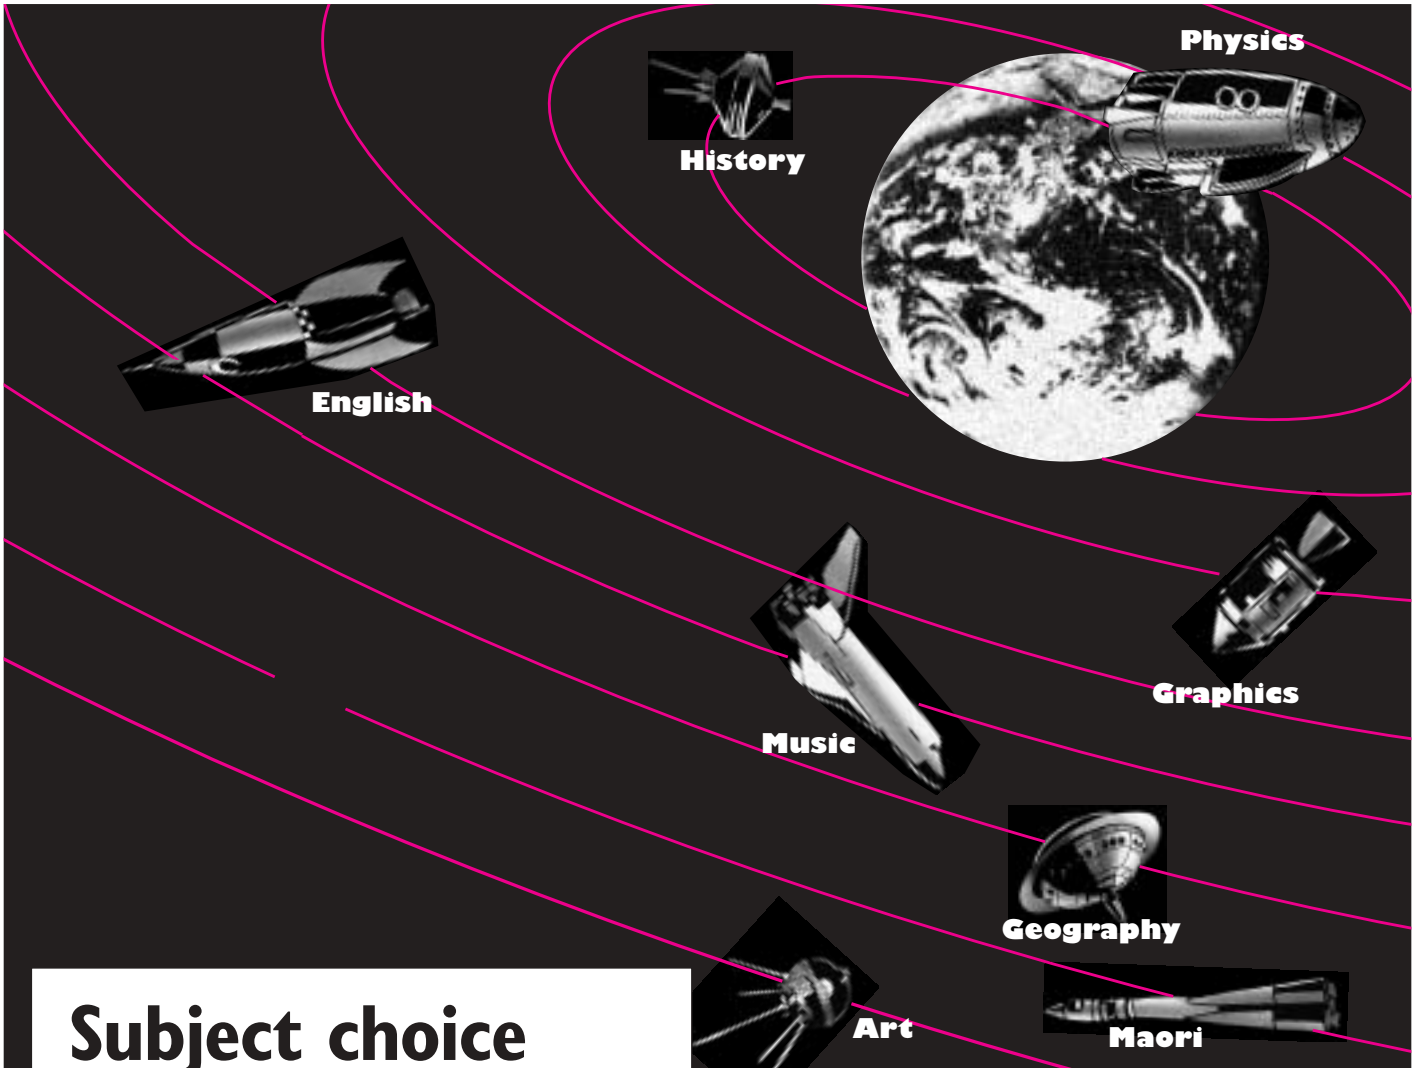 Physics
History
English
Graphics
Music
Geography
Art
Maori
Subject choice